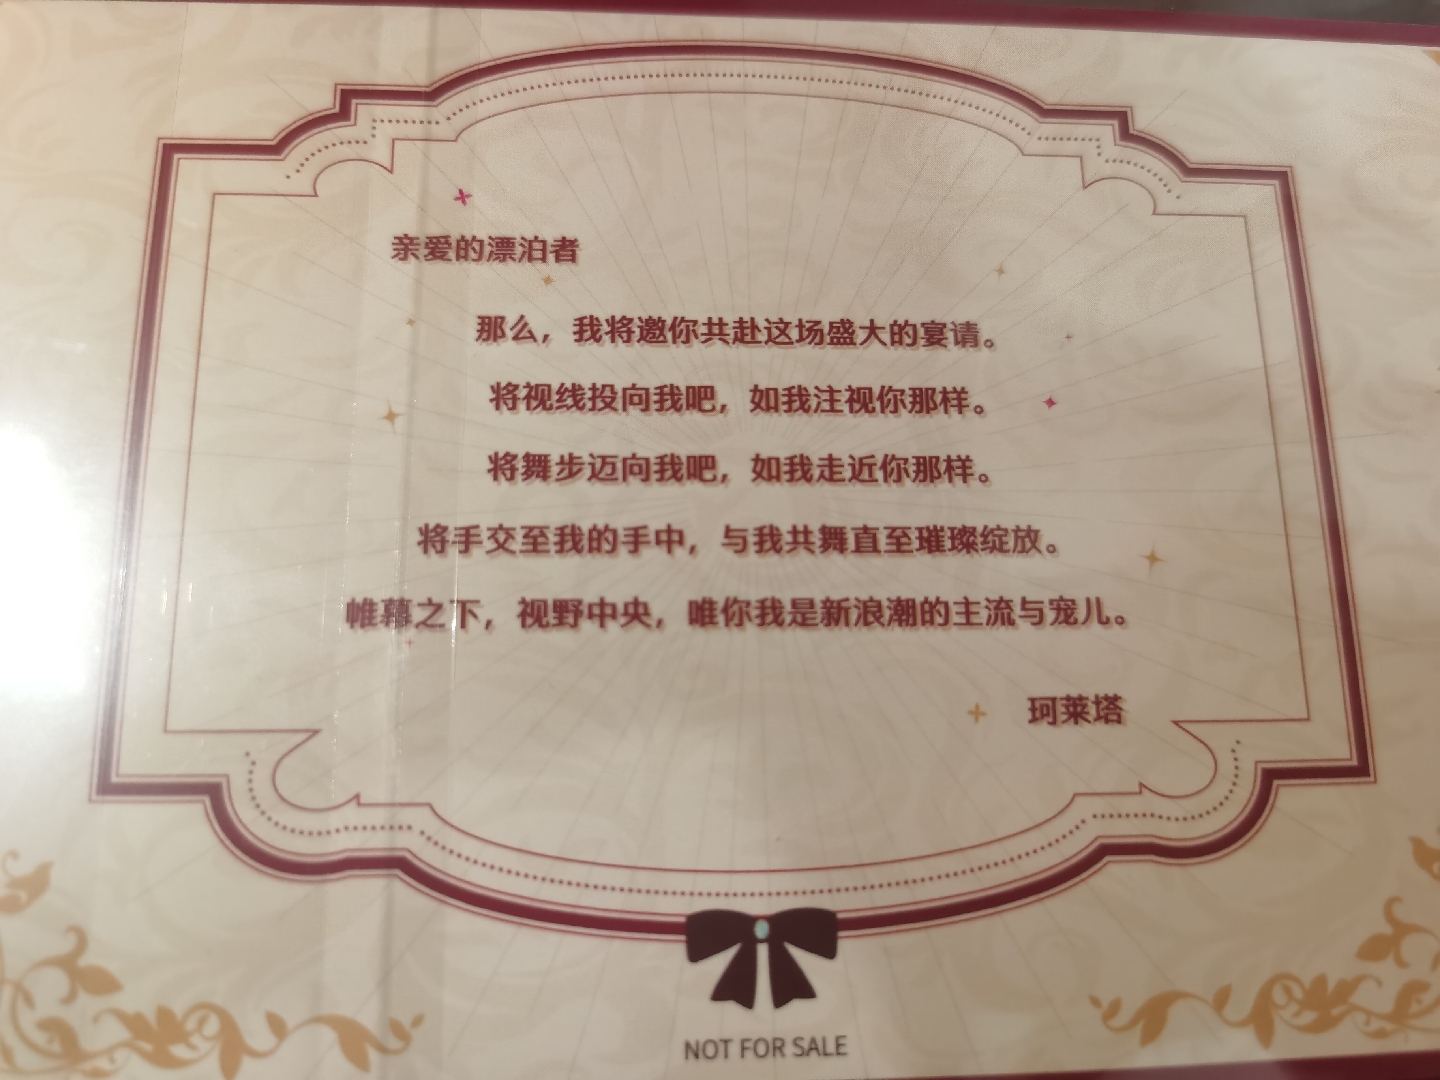 亲爱的漂泊者
那么，我将邀你共赴这场盛大的宴请。
将视线投向我吧，如我注视你那样。
将舞步迈向我吧，如我走近你那样。
将手交至我的手中，与我共舞直至璀璨绽放。
帷幕之下，视野中央，唯你我是新浪潮的主流与宠儿。
珂莱塔
NOT FOR SALE